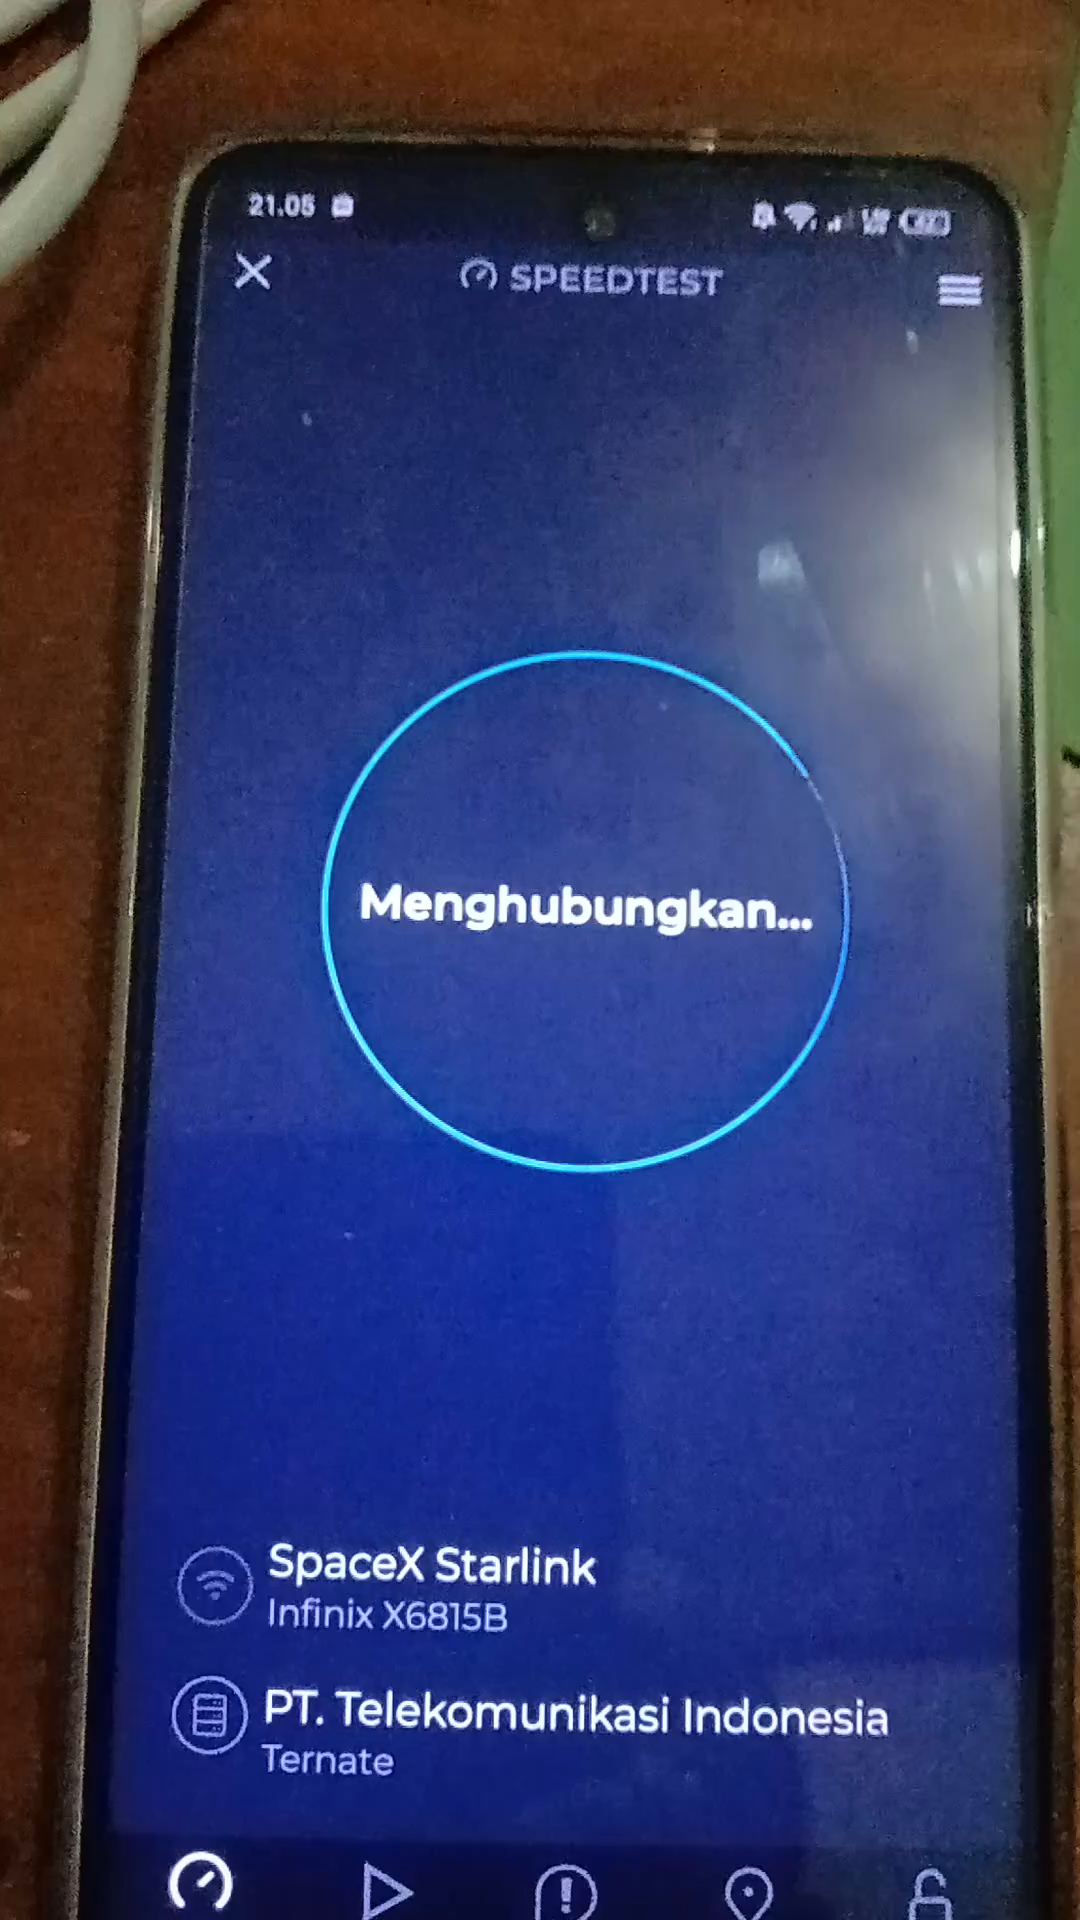 21.05
SPEEDTEST
Menghubungkan...
SpaceX Starlink
Infinix X6815B
PT. Telekomunikasi Indonesia
Ternate